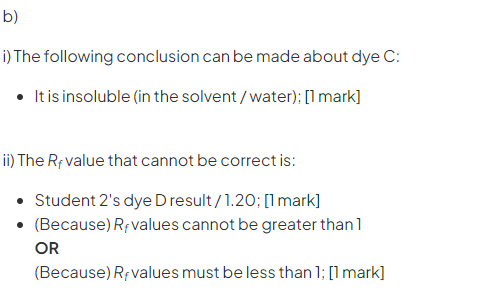 b)
i) The following conclusion can be made about dye C:
• It is insoluble (in the solvent / water); [1 mark]
ii) The Rf value that cannot be correct is:
• Student 2's dye D result / 1.20; [1 mark]
• (Because) Rf values cannot be greater than 1
OR
(Because) Rf values must be less than 1; [1 mark]